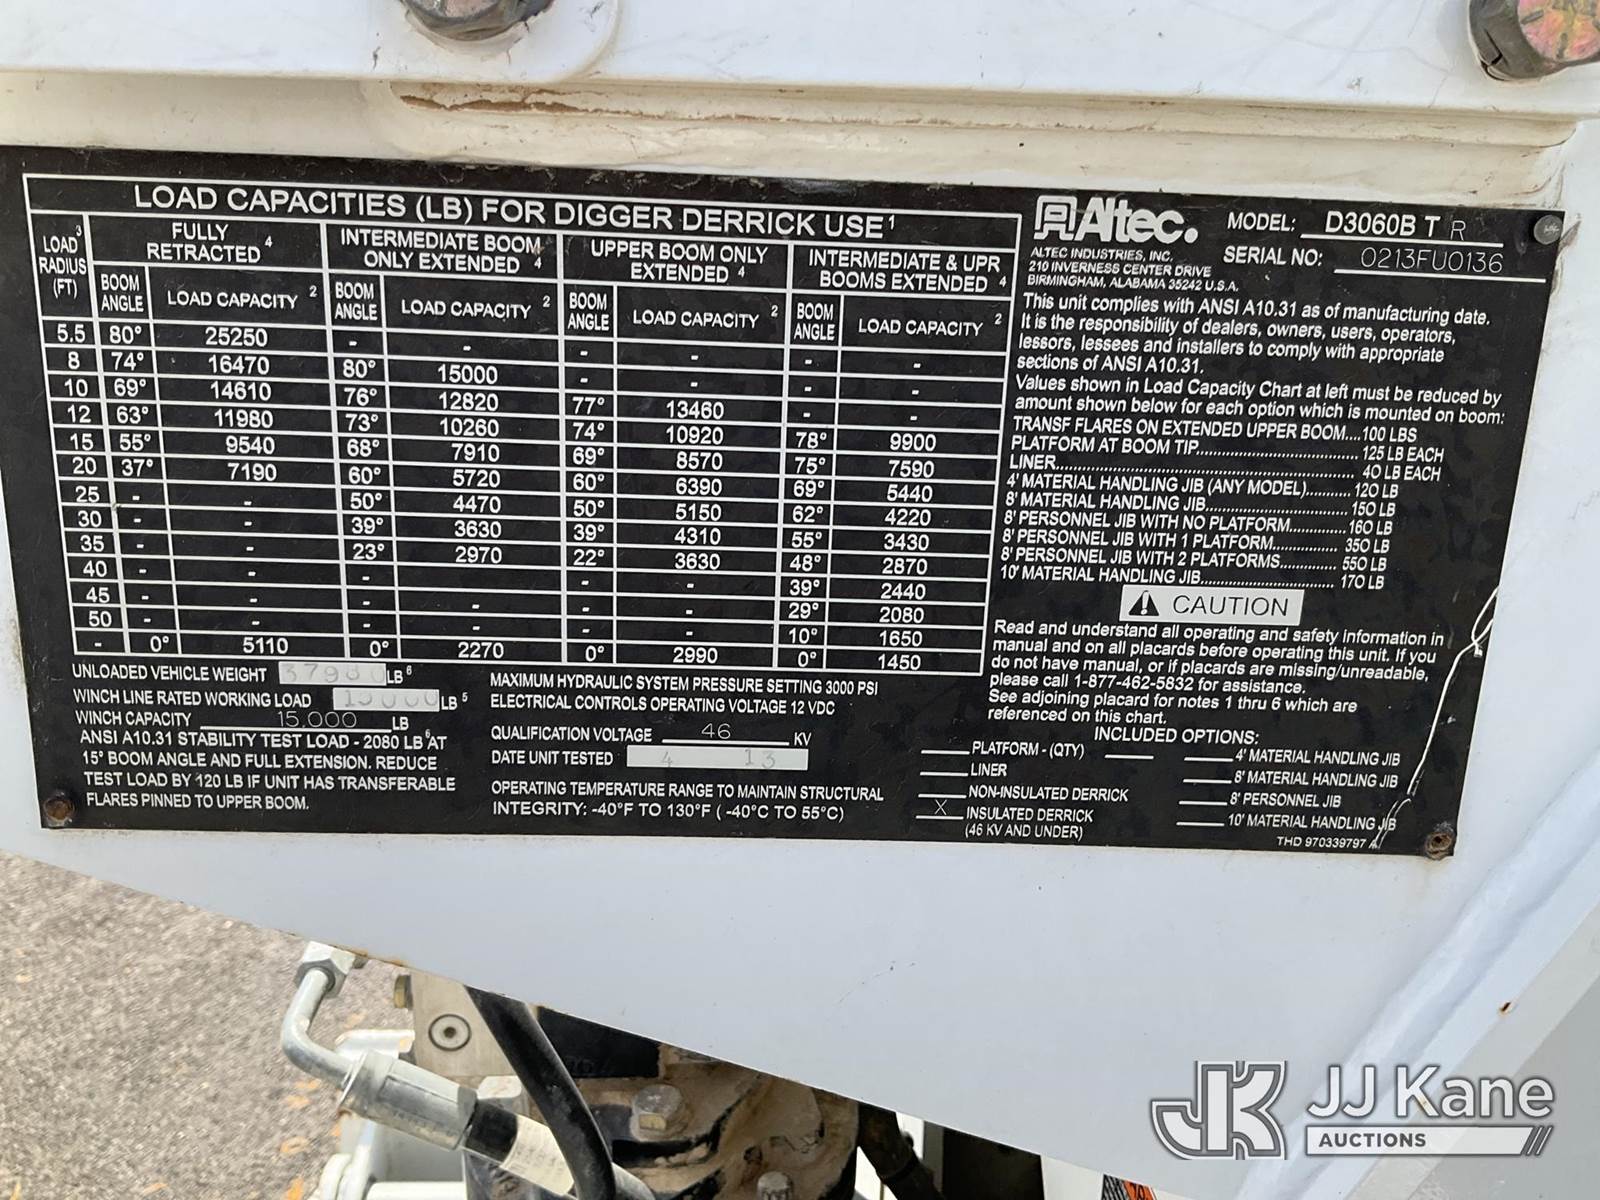 LOAD CAPACITIES (LB) FOR DIGGER DERRICK USE 1
LOAD 3 RADIUS (FT)
FULLY RETRACTED 4
INTERMEDIATE BOOM ONLY EXTENDED 4
UPPER BOOM ONLY EXTENDED 4
INTERMEDIATE & UPR BOOMS EXTENDED 4
BOOM ANGLE LOAD CAPACITY 2 BOOM ANGLE LOAD CAPACITY 2 BOOM ANGLE LOAD CAPACITY 2 BOOM ANGLE LOAD CAPACITY 2
5.5 80° 25250 - - - - - -
8 74° 16470 80° 15000 - - - -
10 69° 14610 76° 12820 77° 13460 - -
12 63° 11980 73° 10260 74° 10920 78° 9900
15 55° 9540 68° 7910 69° 8570 75° 7590
20 37° 7190 60° 5720 60° 6390 69° 5440
25 - - 50° 4470 50° 5150 62° 4220
30 - - 39° 3630 39° 4310 55° 3430
35 - - 23° 2970 22° 3630 48° 2870
40 - - - - - - 39° 2440
45 - - - - - - 29° 2080
50 - - - - - - 10° 1650
- 0° 5110 0° 2270 0° 2990 0° 1450
UNLOADED VEHICLE WEIGHT LB 6
WINCH LINE RATED WORKING LOAD LB 5
WINCH CAPACITY 15,000 LB
ANSI A10.31 STABILITY TEST LOAD - 2080 LB 6 AT
15° BOOM ANGLE AND FULL EXTENSION. REDUCE
TEST LOAD BY 120 LB IF UNIT HAS TRANSFERABLE
FLARES PINNED TO UPPER BOOM.
MAXIMUM HYDRAULIC SYSTEM PRESSURE SETTING 3000 PSI
ELECTRICAL CONTROLS OPERATING VOLTAGE 12 VDC
QUALIFICATION VOLTAGE 46 KV
DATE UNIT TESTED 4 13
OPERATING TEMPERATURE RANGE TO MAINTAIN STRUCTURAL
INTEGRITY: -40°F TO 130°F ( -40°C TO 55°C)
Altec.
ALTEC INDUSTRIES, INC.
210 INVERNESS CENTER DRIVE
BIRMINGHAM, ALABAMA 35242 U.S.A.
MODEL: D3060B T R
SERIAL NO: 0213FU0136
This unit complies with ANSI A10.31 as of manufacturing date.
It is the responsibility of dealers, owners, users, operators,
lessors, lessees and installers to comply with appropriate
sections of ANSI A10.31.
Values shown in Load Capacity Chart at left must be reduced by
amount shown below for each option which is mounted on boom:
TRANSF FLARES ON EXTENDED UPPER BOOM....100 LBS
PLATFORM AT BOOM TIP..................................... 125 LB EACH
LINER..................................................................... 40 LB EACH
4' MATERIAL HANDLING JIB (ANY MODEL)........... 120 LB
8' MATERIAL HANDLING JIB.................................. 150 LB
8' PERSONNEL JIB WITH NO PLATFORM............. 160 LB
8' PERSONNEL JIB WITH 1 PLATFORM................ 350 LB
8' PERSONNEL JIB WITH 2 PLATFORMS.............. 550 LB
10' MATERIAL HANDLING JIB................................ 170 LB
CAUTION
Read and understand all operating and safety information in
manual and on all placards before operating this unit. If you
do not have manual, or if placards are missing/unreadable,
please call 1-877-462-5832 for assistance.
See adjoining placard for notes 1 thru 6 which are
referenced on this chart.
INCLUDED OPTIONS:
PLATFORM - (QTY)
LINER
NON-INSULATED DERRICK
X INSULATED DERRICK
(46 KV AND UNDER)
4' MATERIAL HANDLING JIB
8' MATERIAL HANDLING JIB
8' PERSONNEL JIB
10' MATERIAL HANDLING JIB
THD 970339797 A
JK JJ Kane
AUCTIONS